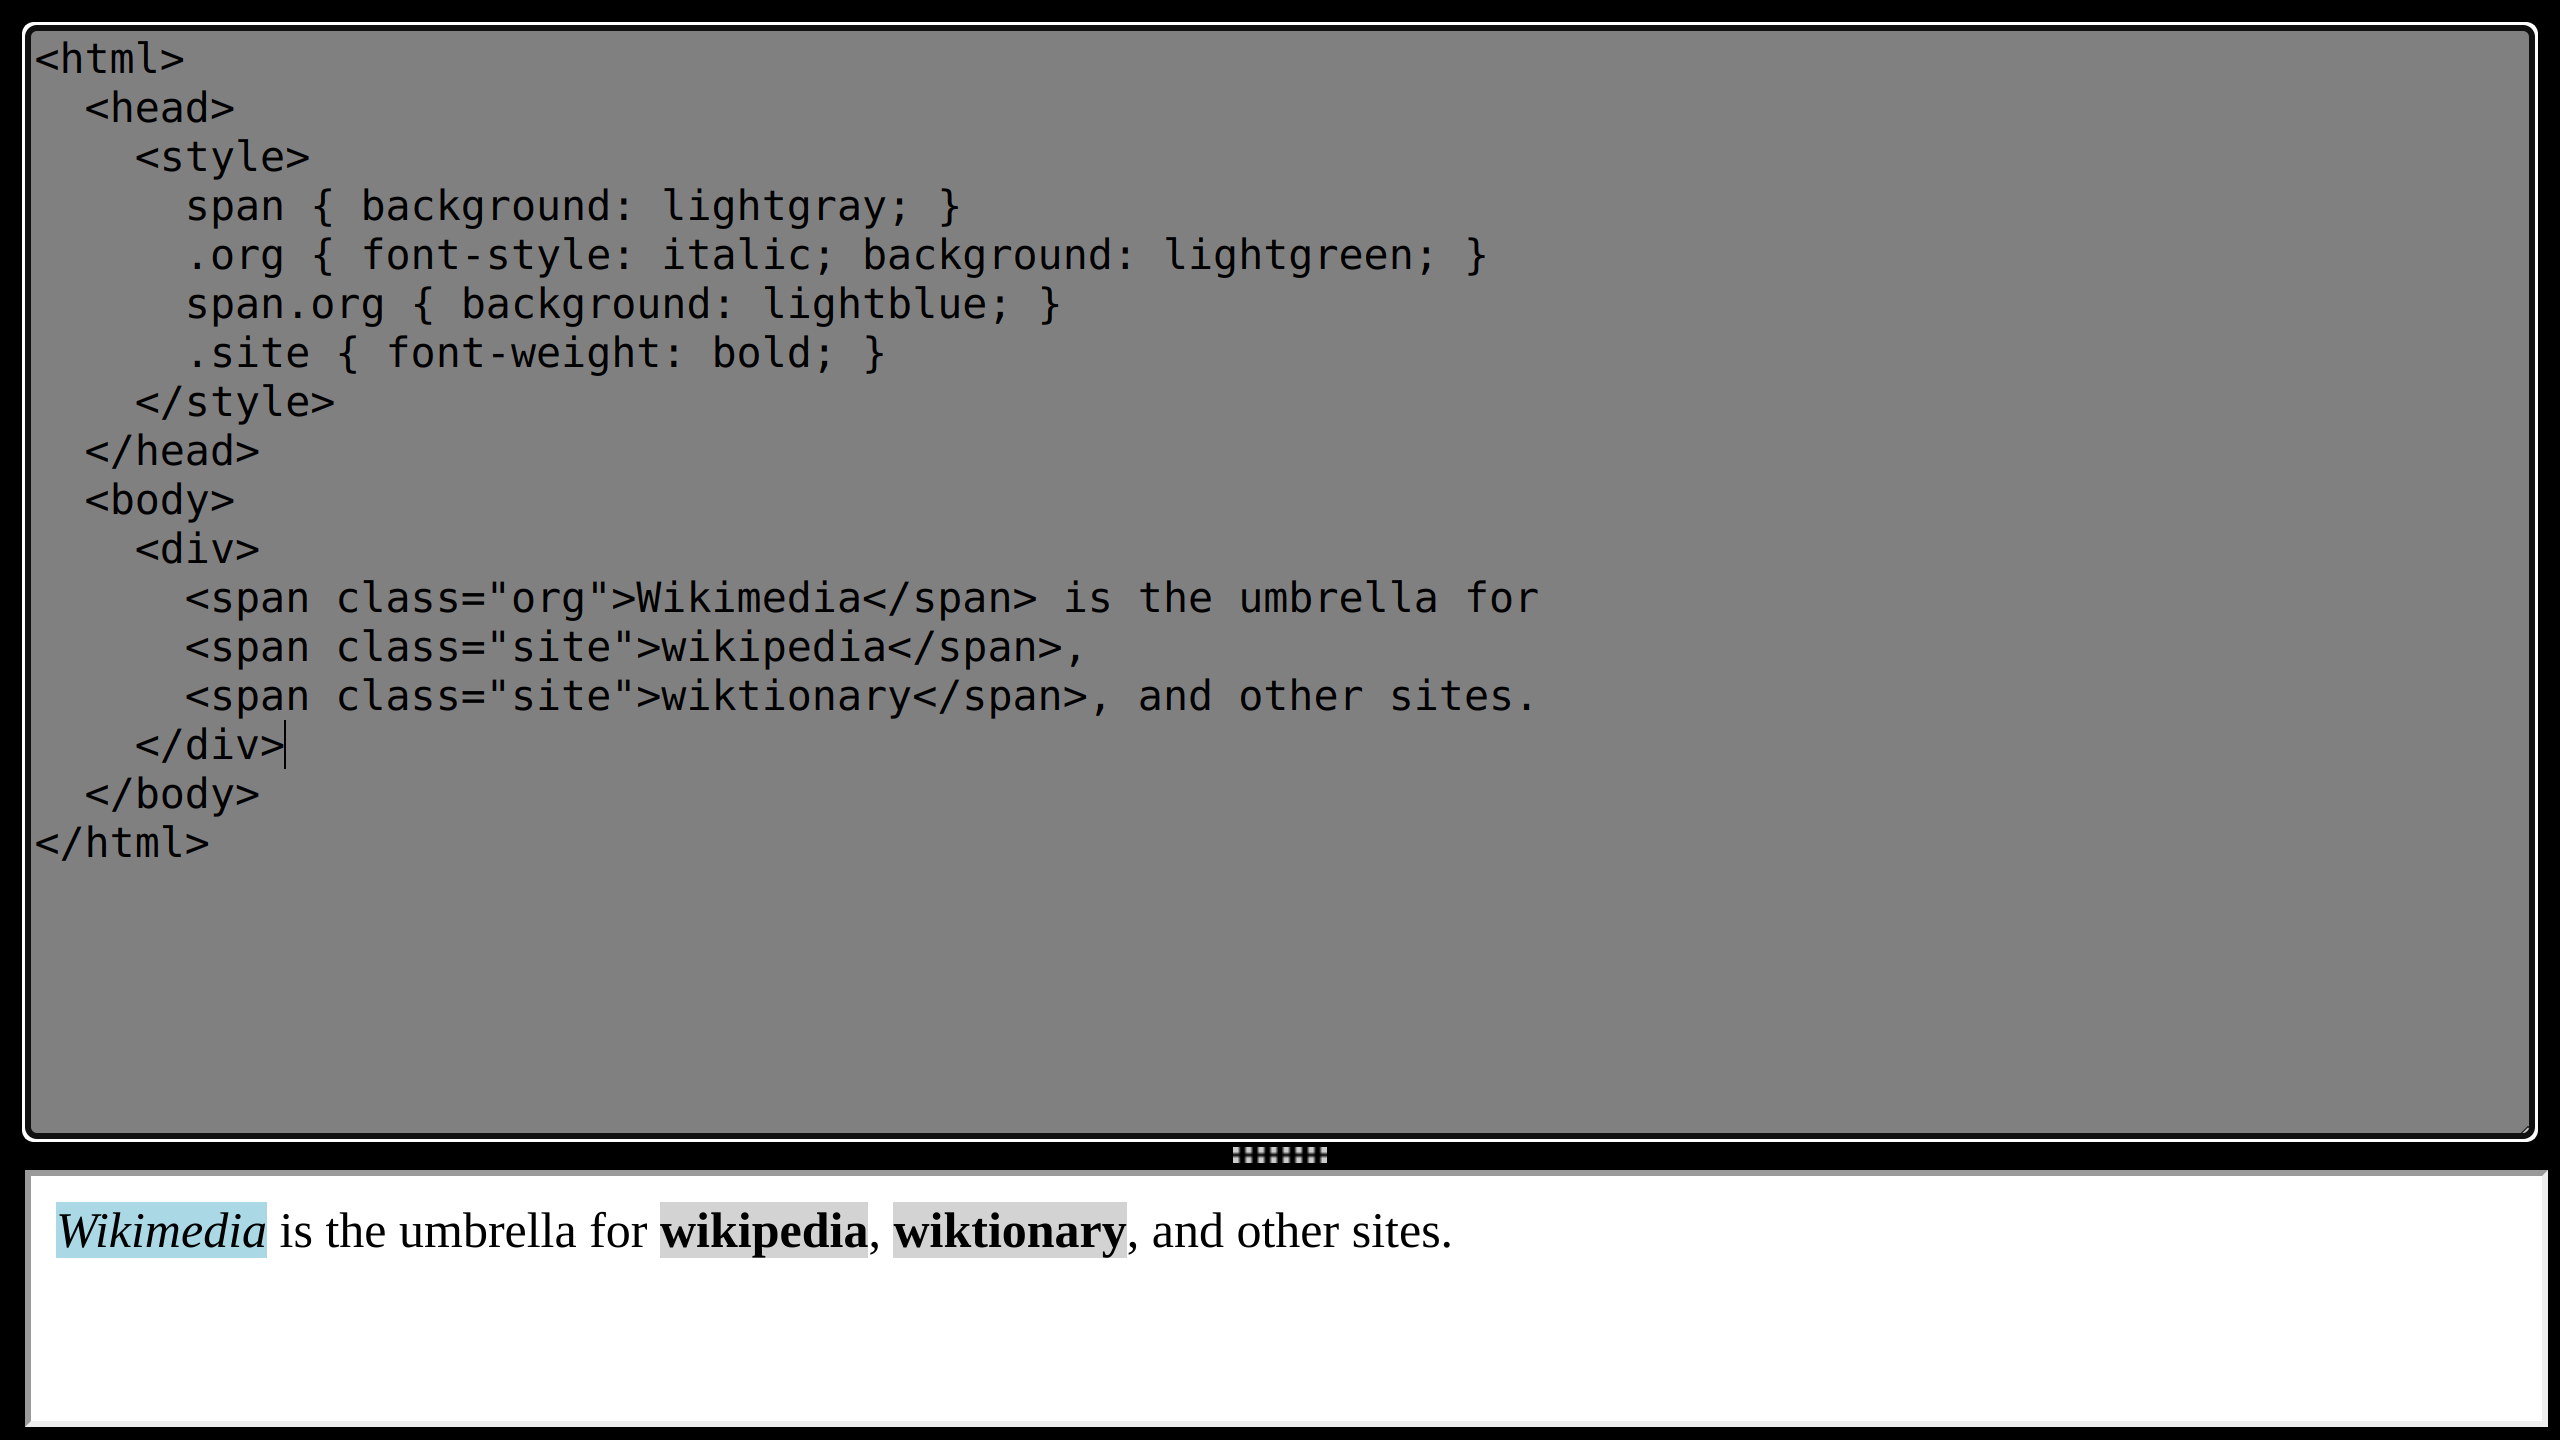 <html>
  <head>
    <style>
      span { background: lightgray; }
      .org { font-style: italic; background: lightgreen; }
      span.org { background: lightblue; }
      .site { font-weight: bold; }
    </style>
  </head>
  <body>
    <div>
      <span class="org">Wikimedia</span> is the umbrella for
      <span class="site">wikipedia</span>,
      <span class="site">wiktionary</span>, and other sites.
    </div>
  </body>
</html>
Wikimedia is the umbrella for wikipedia, wiktionary, and other sites.